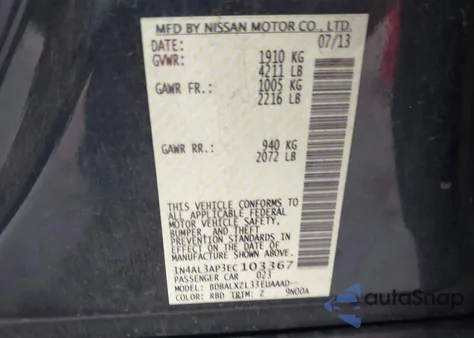 MFD BY NISSAN MOTOR CO., LTD.
DATE: 07/13
GVWR: 1910 KG
4211 LB
GAWR FR.: 1005 KG
2216 LB
GAWR RR.: 940 KG
2072 LB
THIS VEHICLE CONFORMS TO
ALL APPLICABLE FEDERAL
MOTOR VEHICLE SAFETY,
BUMPER, AND THEFT
PREVENTION STANDARDS IN
EFFECT ON THE DATE OF
MANUFACTURE SHOWN ABOVE.
1N4AL3AP3EC103367
PASSENGER CAR 023
MODEL: BDBALXZL33EUAAAD--
COLOR: RBD TRIM: Z 9N00A
autoSnap